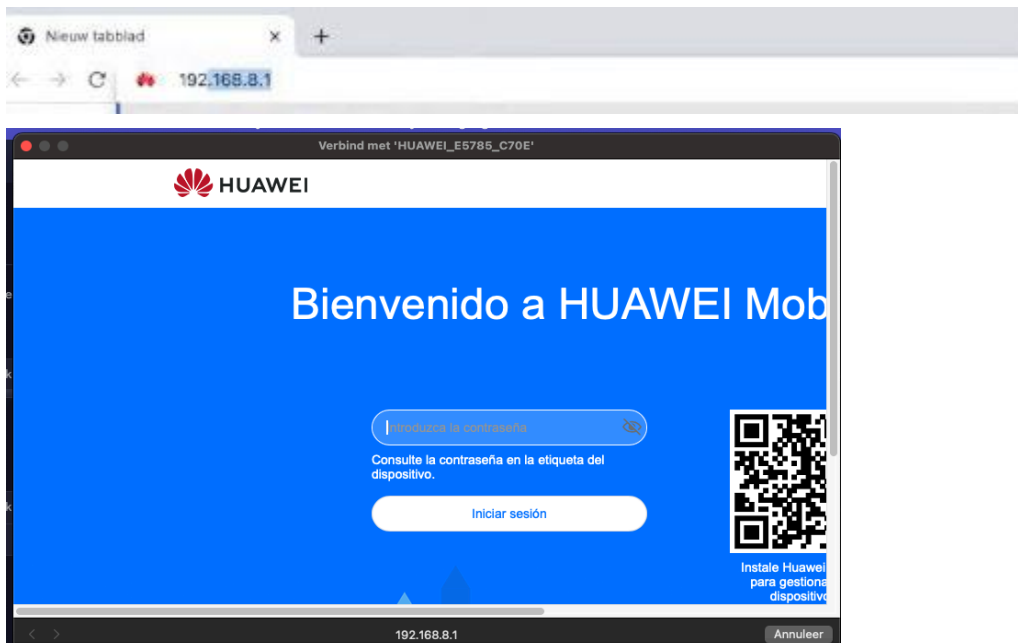 Nieuw tabblad
192.168.8.1
Verbind met 'HUAWEI_E5785_C70E'
HUAWEI
Bienvenido a HUAWEI Mob
Introduzca la contraseña
Consulte la contraseña en la etiqueta del
dispositivo.
Iniciar sesión
Instale Huawei
para gestiona
dispositivo
192.168.8.1
Annuleer